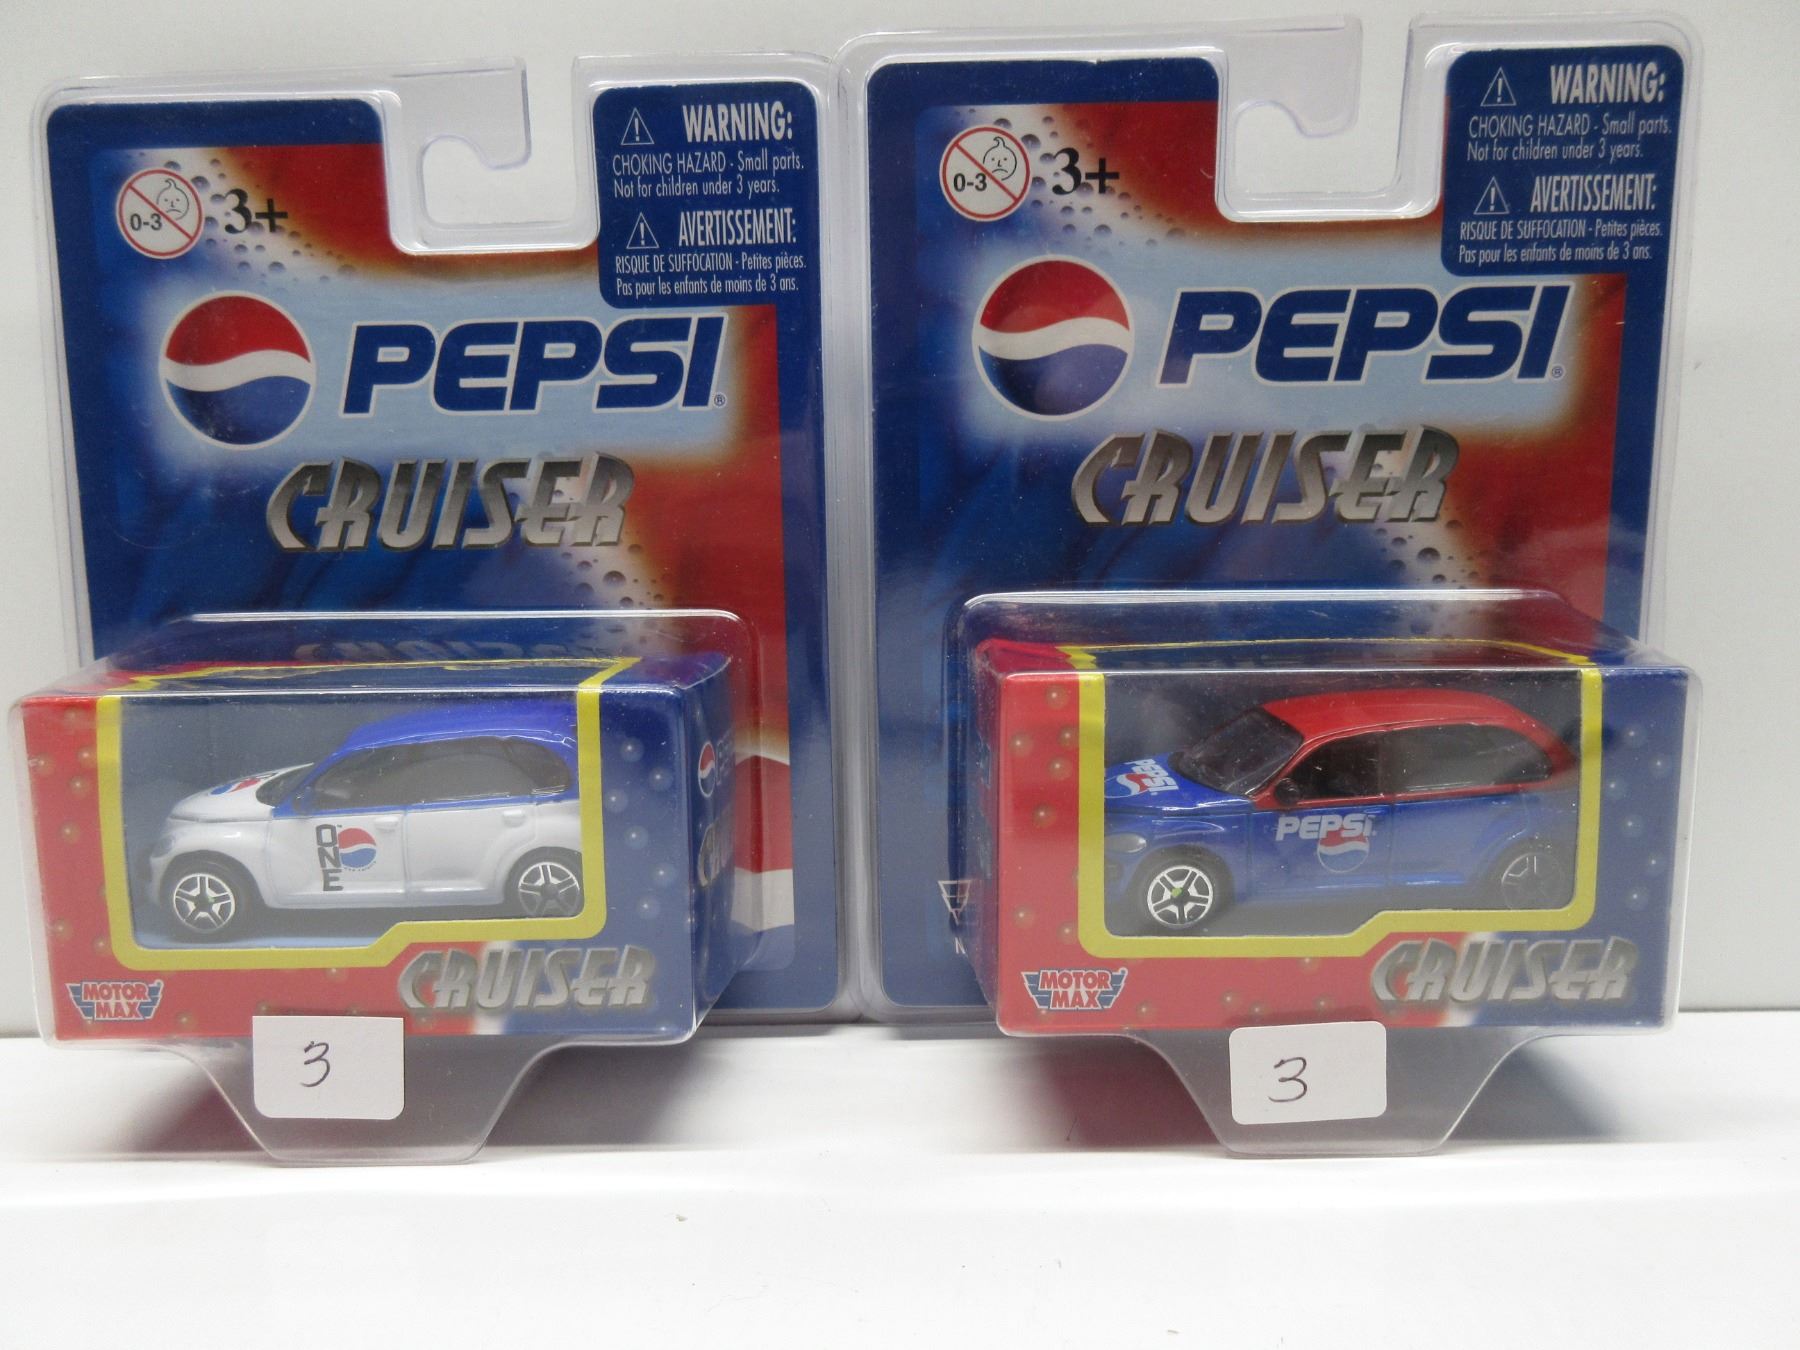 WARNING:
CHOKING HAZARD - Small parts.
Not for children under 3 years.
AVERTISSEMENT:
RISQUE DE SUFFOCATION - Petites pièces.
Pas pour les enfants de moins de 3 ans.
0-3
3+
PEPSI®
CRUISER
ONE™
CRUISER
MOTOR
MAX
3
WARNING:
CHOKING HAZARD - Small parts.
Not for children under 3 years.
AVERTISSEMENT:
RISQUE DE SUFFOCATION - Petites pièces.
Pas pour les enfants de moins de 3 ans.
0-3
3+
PEPSI®
CRUISER
PEPSI
PEPSI
CRUISER
MOTOR
MAX
3